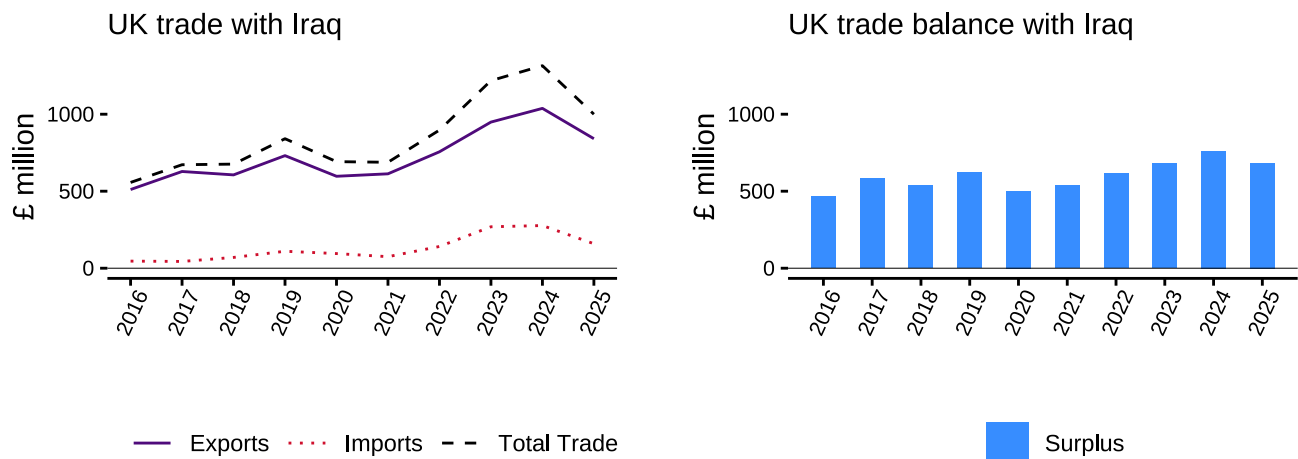 UK trade with Iraq
£ million
1000
500
0
2016 2017 2018 2019 2020 2021 2022 2023 2024 2025
Exports Imports Total Trade
UK trade balance with Iraq
£ million
1000
500
0
2016 2017 2018 2019 2020 2021 2022 2023 2024 2025
Surplus